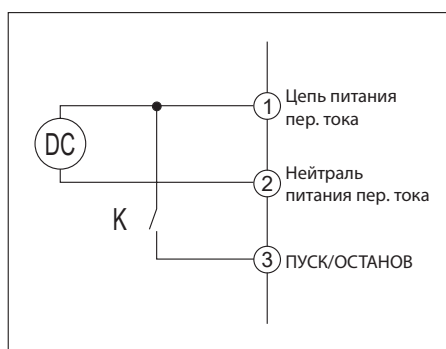 1 Цепь питания
пер. тока
DC
2 Нейтраль
питания пер. тока
K
3 ПУСК/ОСТАНОВ